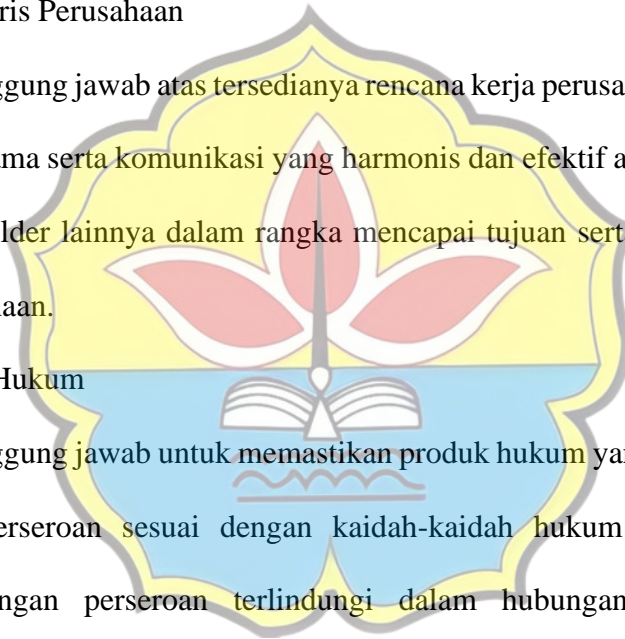 ris Perusahaan
ggung jawab atas tersedianya rencana kerja perusa
ama serta komunikasi yang harmonis dan efektif a
lder lainnya dalam rangka mencapai tujuan sert
aan.
Hukum
ggung jawab untuk memastikan produk hukum yan
erseroan sesuai dengan kaidah-kaidah hukum
ngan perseroan terlindungi dalam hubungan